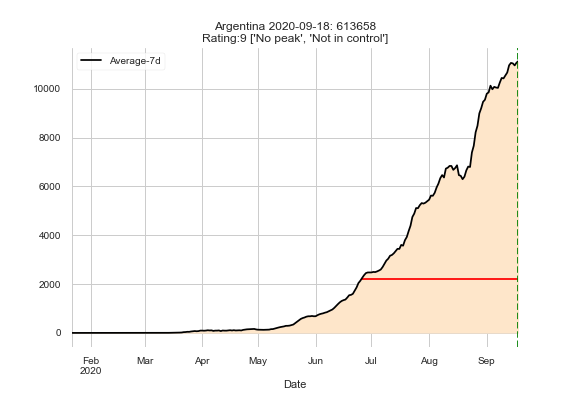 Argentina 2020-09-18: 613658
Rating:9 ['No peak', 'Not in control']
Average-7d
10000
8000
6000
4000
2000
0
Feb Mar Apr May Jun Jul Aug Sep
2020
Date